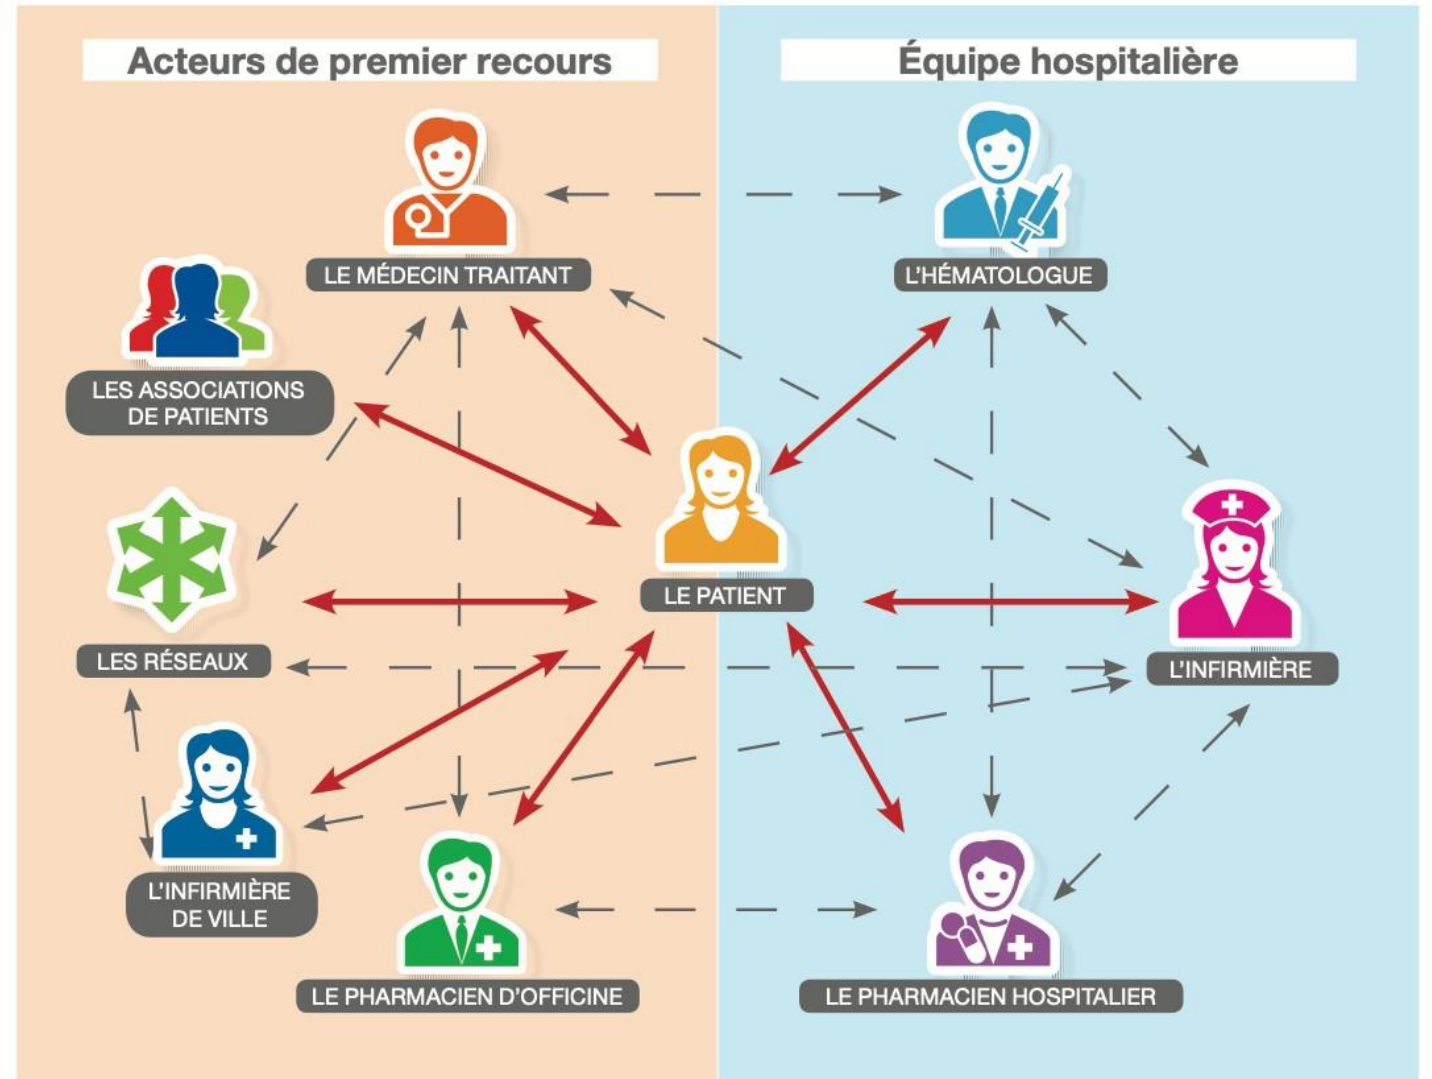 Acteurs de premier recours
Équipe hospitalière
LE MÉDECIN TRAITANT
L'HÉMATOLOGUE
LES ASSOCIATIONS
DE PATIENTS
LE PATIENT
LES RÉSEAUX
L'INFIRMIÈRE
L'INFIRMIÈRE
DE VILLE
LE PHARMACIEN D'OFFICINE
LE PHARMACIEN HOSPITALIER